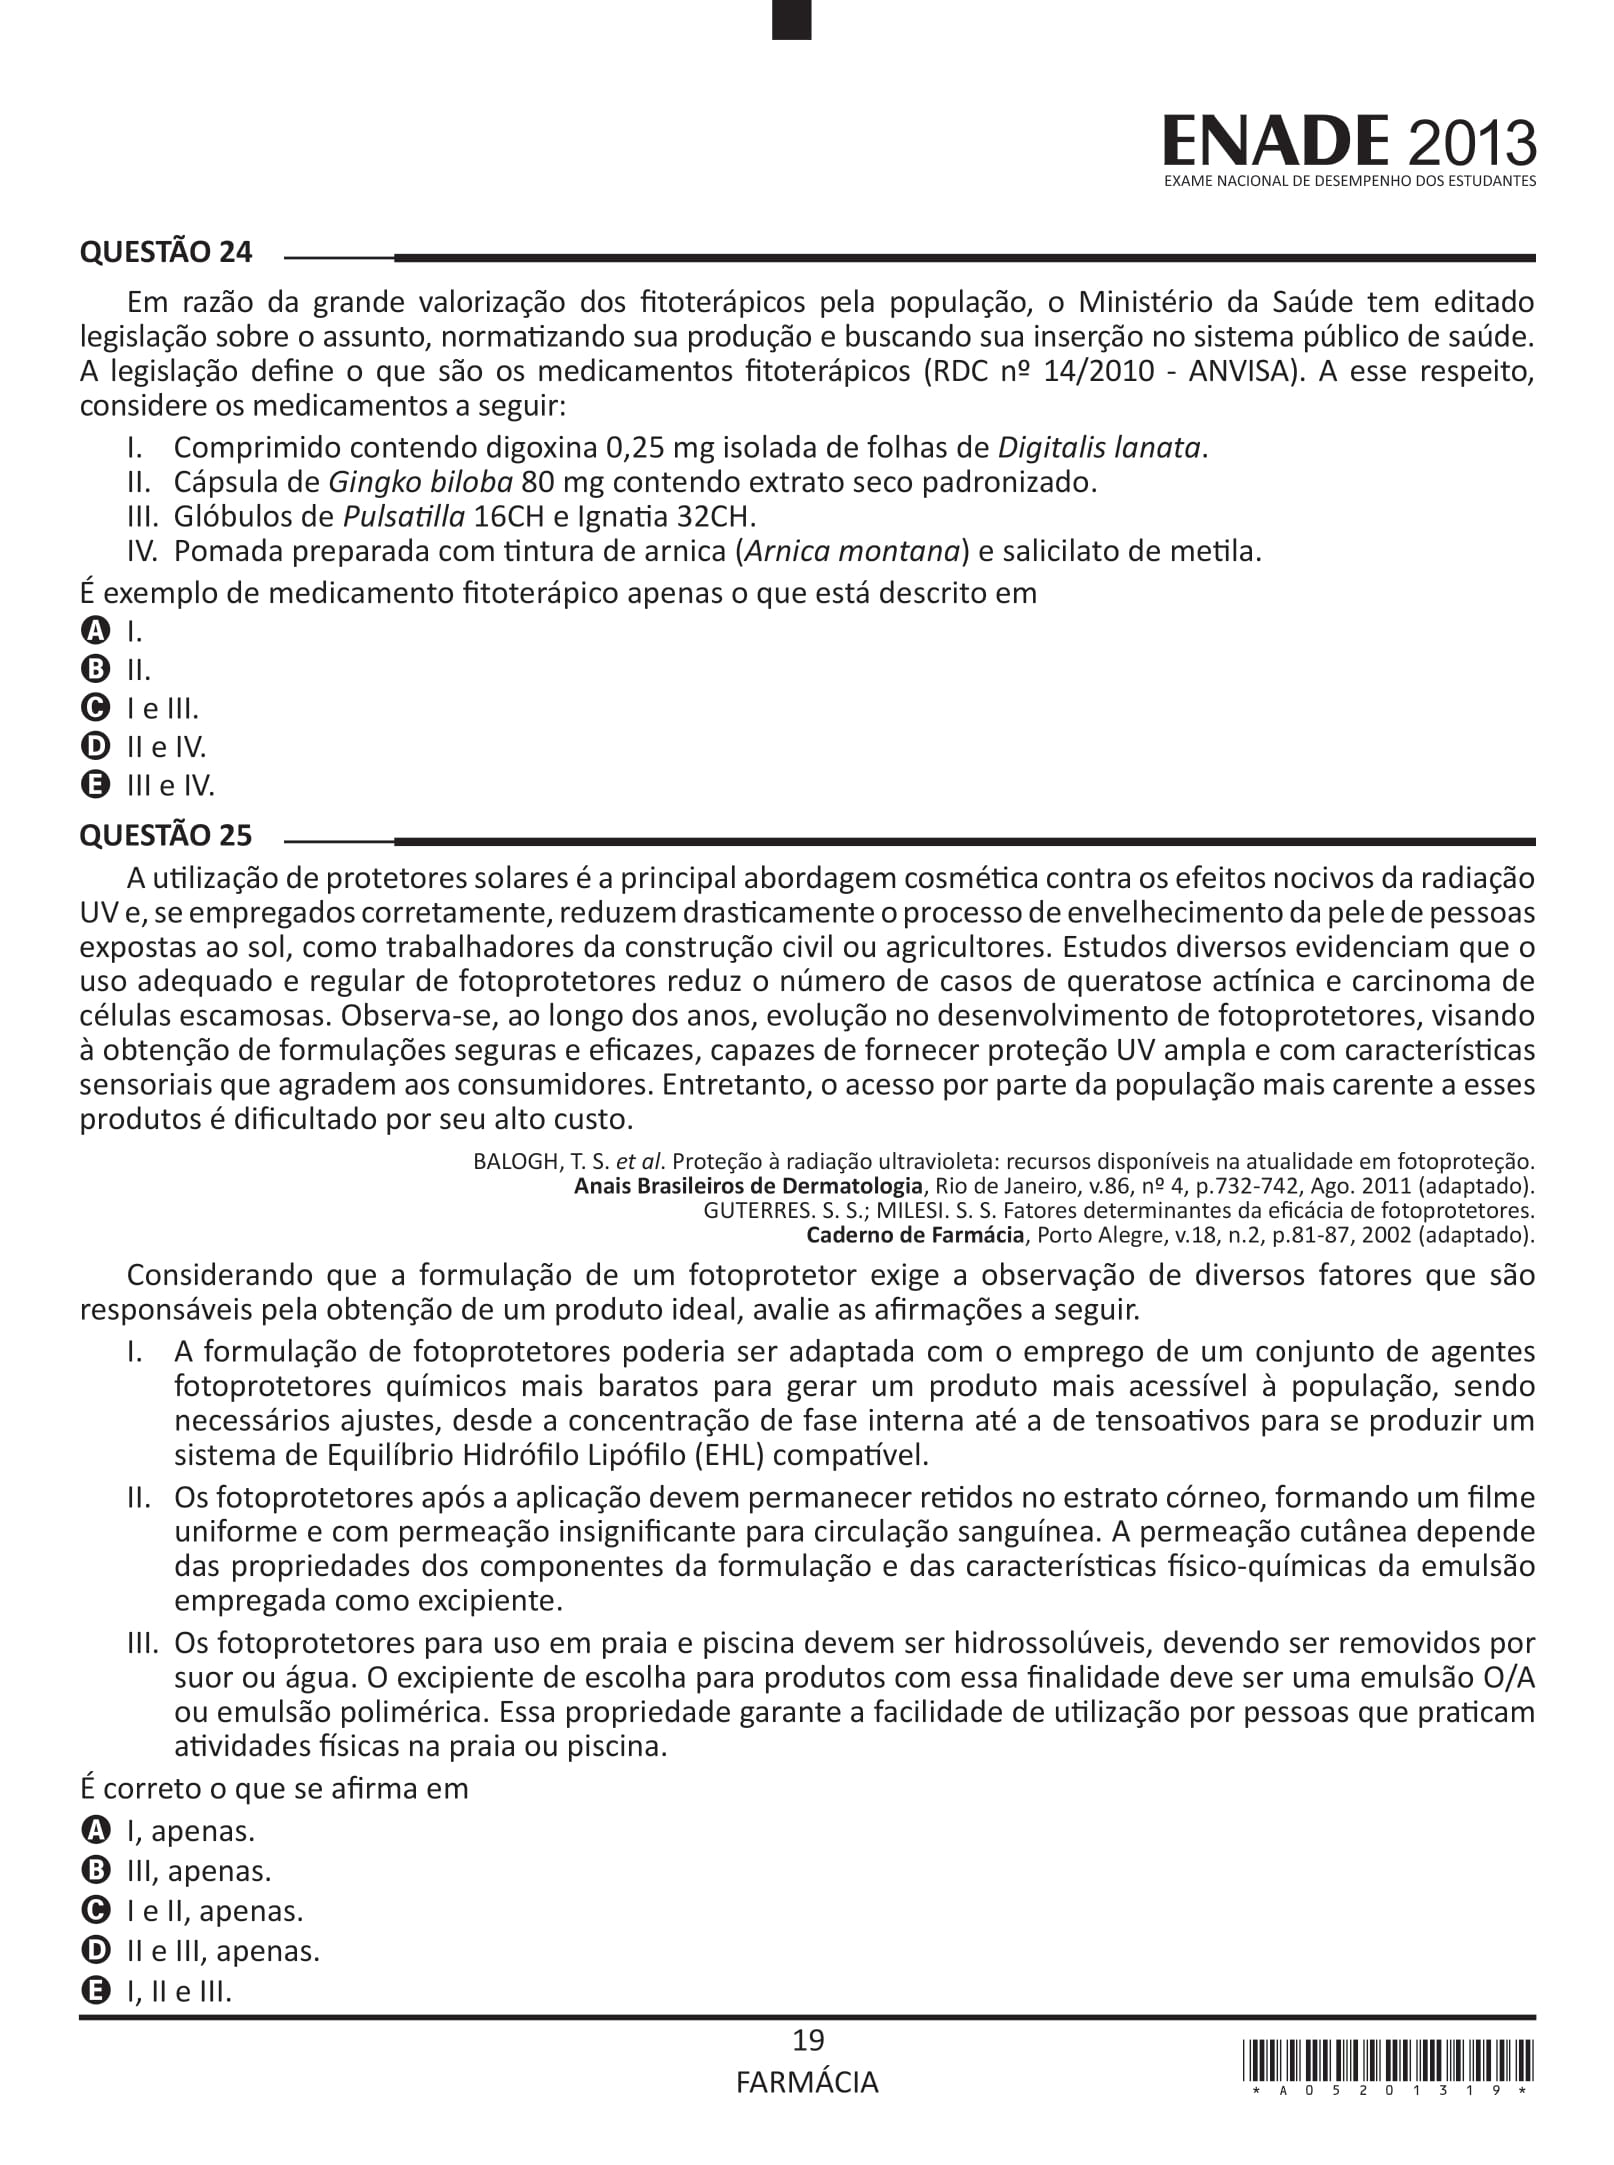 ENADE 2013
EXAME NACIONAL DE DESEMPENHO DOS ESTUDANTES
QUESTÃO 24
Em razão da grande valorização dos fitoterápicos pela população, o Ministério da Saúde tem editado
legislação sobre o assunto, normatizando sua produção e buscando sua inserção no sistema público de saúde.
A legislação define o que são os medicamentos fitoterápicos (RDC nº 14/2010 - ANVISA). A esse respeito,
considere os medicamentos a seguir:
I. Comprimido contendo digoxina 0,25 mg isolada de folhas de Digitalis lanata.
II. Cápsula de Gingko biloba 80 mg contendo extrato seco padronizado.
III. Glóbulos de Pulsatilla 16CH e Ignatia 32CH.
IV. Pomada preparada com tintura de arnica (Arnica montana) e salicilato de metila.
É exemplo de medicamento fitoterápico apenas o que está descrito em
A I.
B II.
C I e III.
D II e IV.
E III e IV.
QUESTÃO 25
A utilização de protetores solares é a principal abordagem cosmética contra os efeitos nocivos da radiação
UV e, se empregados corretamente, reduzem drasticamente o processo de envelhecimento da pele de pessoas
expostas ao sol, como trabalhadores da construção civil ou agricultores. Estudos diversos evidenciam que o
uso adequado e regular de fotoprotetores reduz o número de casos de queratose actínica e carcinoma de
células escamosas. Observa-se, ao longo dos anos, evolução no desenvolvimento de fotoprotetores, visando
à obtenção de formulações seguras e eficazes, capazes de fornecer proteção UV ampla e com características
sensoriais que agradem aos consumidores. Entretanto, o acesso por parte da população mais carente a esses
produtos é dificultado por seu alto custo.
BALOGH, T. S. et al. Proteção à radiação ultravioleta: recursos disponíveis na atualidade em fotoproteção.
Anais Brasileiros de Dermatologia, Rio de Janeiro, v.86, nº 4, p.732-742, Ago. 2011 (adaptado).
GUTERRES. S. S.; MILESI. S. S. Fatores determinantes da eficácia de fotoprotetores.
Caderno de Farmácia, Porto Alegre, v.18, n.2, p.81-87, 2002 (adaptado).
Considerando que a formulação de um fotoprotetor exige a observação de diversos fatores que são
responsáveis pela obtenção de um produto ideal, avalie as afirmações a seguir.
I. A formulação de fotoprotetores poderia ser adaptada com o emprego de um conjunto de agentes
fotoprotetores químicos mais baratos para gerar um produto mais acessível à população, sendo
necessários ajustes, desde a concentração de fase interna até a de tensoativos para se produzir um
sistema de Equilíbrio Hidrófilo Lipófilo (EHL) compatível.
II. Os fotoprotetores após a aplicação devem permanecer retidos no estrato córneo, formando um filme
uniforme e com permeação insignificante para circulação sanguínea. A permeação cutânea depende
das propriedades dos componentes da formulação e das características físico-químicas da emulsão
empregada como excipiente.
III. Os fotoprotetores para uso em praia e piscina devem ser hidrossolúveis, devendo ser removidos por
suor ou água. O excipiente de escolha para produtos com essa finalidade deve ser uma emulsão O/A
ou emulsão polimérica. Essa propriedade garante a facilidade de utilização por pessoas que praticam
atividades físicas na praia ou piscina.
É correto o que se afirma em
A I, apenas.
B III, apenas.
C I e II, apenas.
D II e III, apenas.
E I, II e III.
19
FARMÁCIA
* A 0 5 2 0 1 3 1 9 *